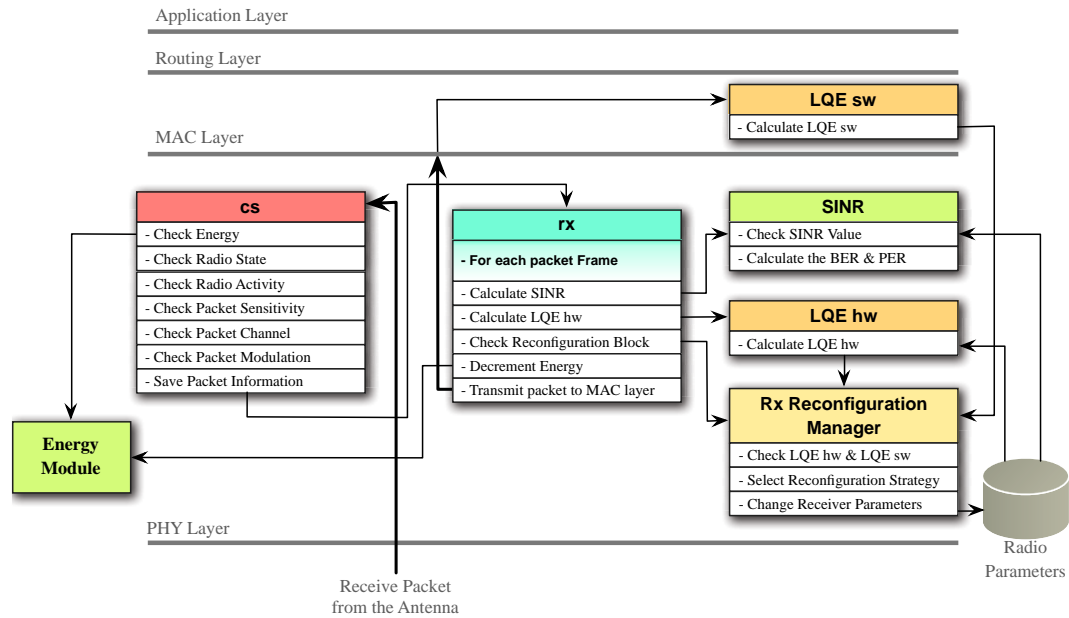 Application Layer
Routing Layer
LQE sw
- Calculate LQE sw
MAC Layer
cs
- Check Energy
- Check Radio State
- Check Radio Activity
- Check Packet Sensitivity
- Check Packet Channel
- Check Packet Modulation
- Save Packet Information
rx
- For each packet Frame
- Calculate SINR
- Calculate LQE hw
- Check Reconfiguration Block
- Decrement Energy
- Transmit packet to MAC layer
SINR
- Check SINR Value
- Calculate the BER & PER
LQE hw
- Calculate LQE hw
Rx Reconfiguration
Manager
- Check LQE hw & LQE sw
- Select Reconfiguration Strategy
- Change Receiver Parameters
Energy
Module
PHY Layer
Radio
Parameters
Receive Packet
from the Antenna